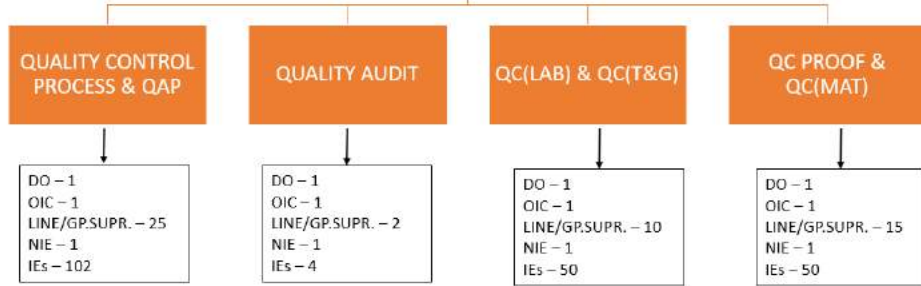 QUALITY CONTROL
PROCESS & QAP
DO – 1
OIC – 1
LINE/GP.SUPR. – 25
NIE – 1
IEs – 102
QUALITY AUDIT
DO – 1
OIC – 1
LINE/GP.SUPR. – 2
NIE – 1
IEs – 4
QC(LAB) & QC(T&G)
DO – 1
OIC – 1
LINE/GP.SUPR. – 10
NIE – 1
IEs – 50
QC PROOF &
QC(MAT)
DO – 1
OIC – 1
LINE/GP.SUPR. – 15
NIE – 1
IEs – 50